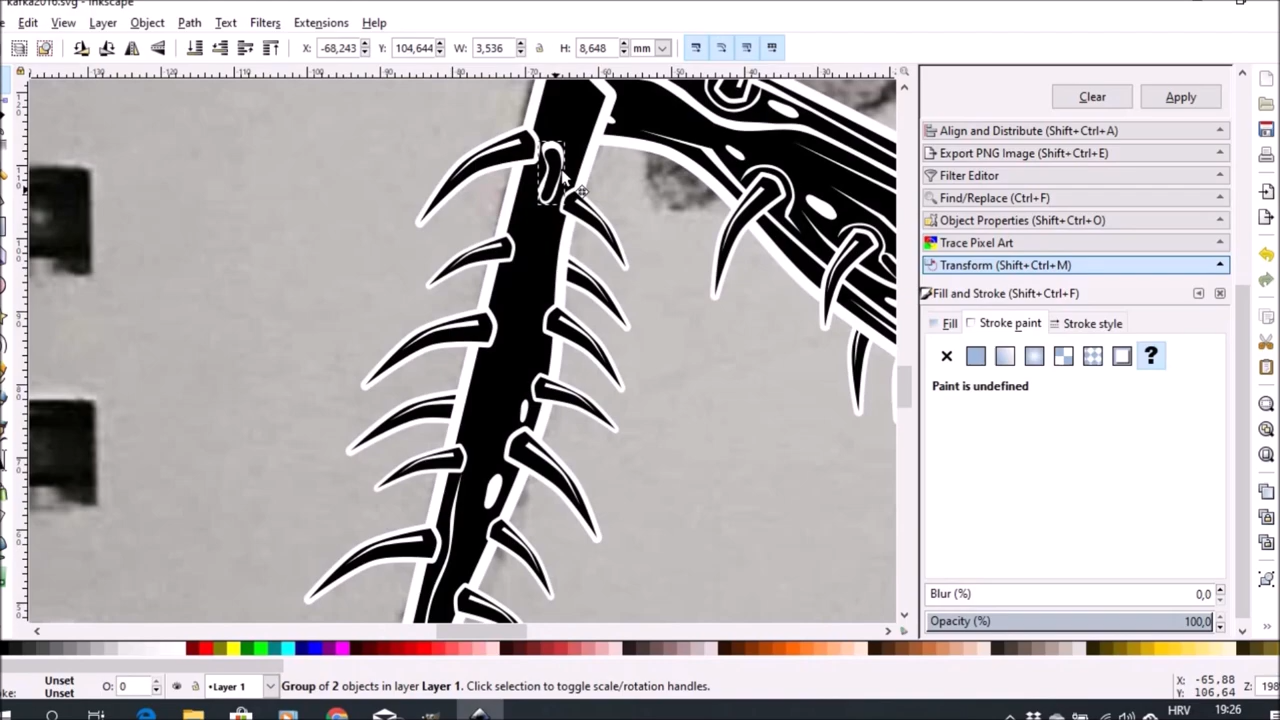 kafka2016.svg - Inkscape
Edit View Layer Object Path Text Filters Extensions Help
X: -68,243 Y: 104,644 W: 3,536 H: 8,648 mm
Clear Apply
Align and Distribute (Shift+Ctrl+A)
Export PNG Image (Shift+Ctrl+E)
Filter Editor
Find/Replace (Ctrl+F)
Object Properties (Shift+Ctrl+O)
Trace Pixel Art
Transform (Shift+Ctrl+M)
Fill and Stroke (Shift+Ctrl+F)
Fill Stroke paint Stroke style
?
Paint is undefined
Blur (%) 0,0
Opacity (%) 100,0
Unset
Unset
O: 0 Layer 1 Group of 2 objects in layer Layer 1. Click selection to toggle scale/rotation handles.
X: -65,88
Y: 106,64
Z: 198
HRV 19:26